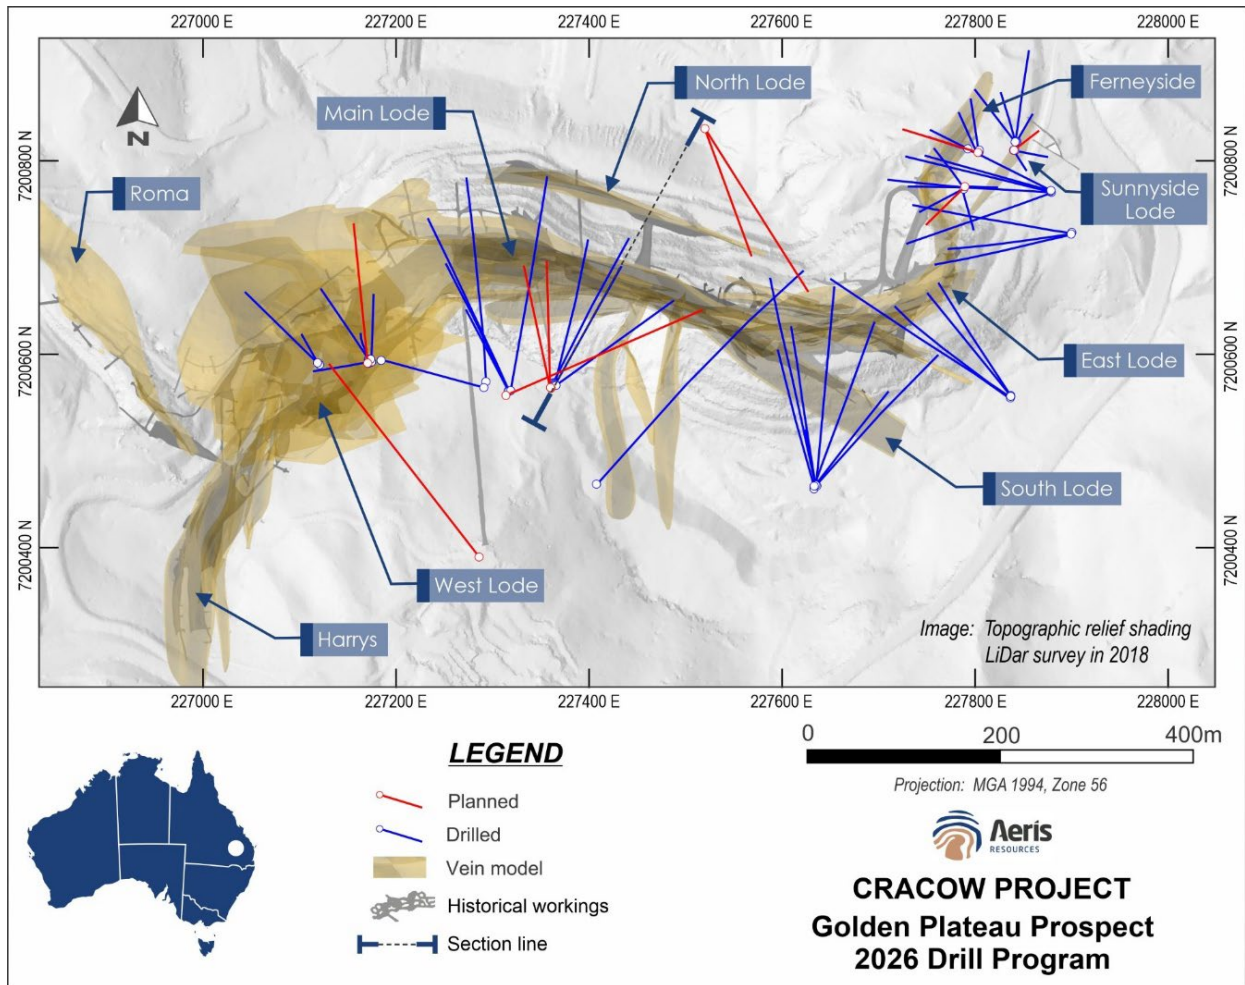 227000 E
227200 E
227400 E
227600 E
227800 E
228000 E
7200800 N
7200600 N
7200400 N
7200800 N
7200600 N
7200400 N
North Lode
Ferneyside
Main Lode
Roma
Sunnyside
Lode
East Lode
South Lode
West Lode
Harrys
N
Image: Topographic relief shading
LiDar survey in 2018
227000 E
227200 E
227400 E
227600 E
227800 E
228000 E
LEGEND
Planned
Drilled
Vein model
Historical workings
Section line
0
200
400m
Projection: MGA 1994, Zone 56
Aeris
RESOURCES
CRACOW PROJECT
Golden Plateau Prospect
2026 Drill Program